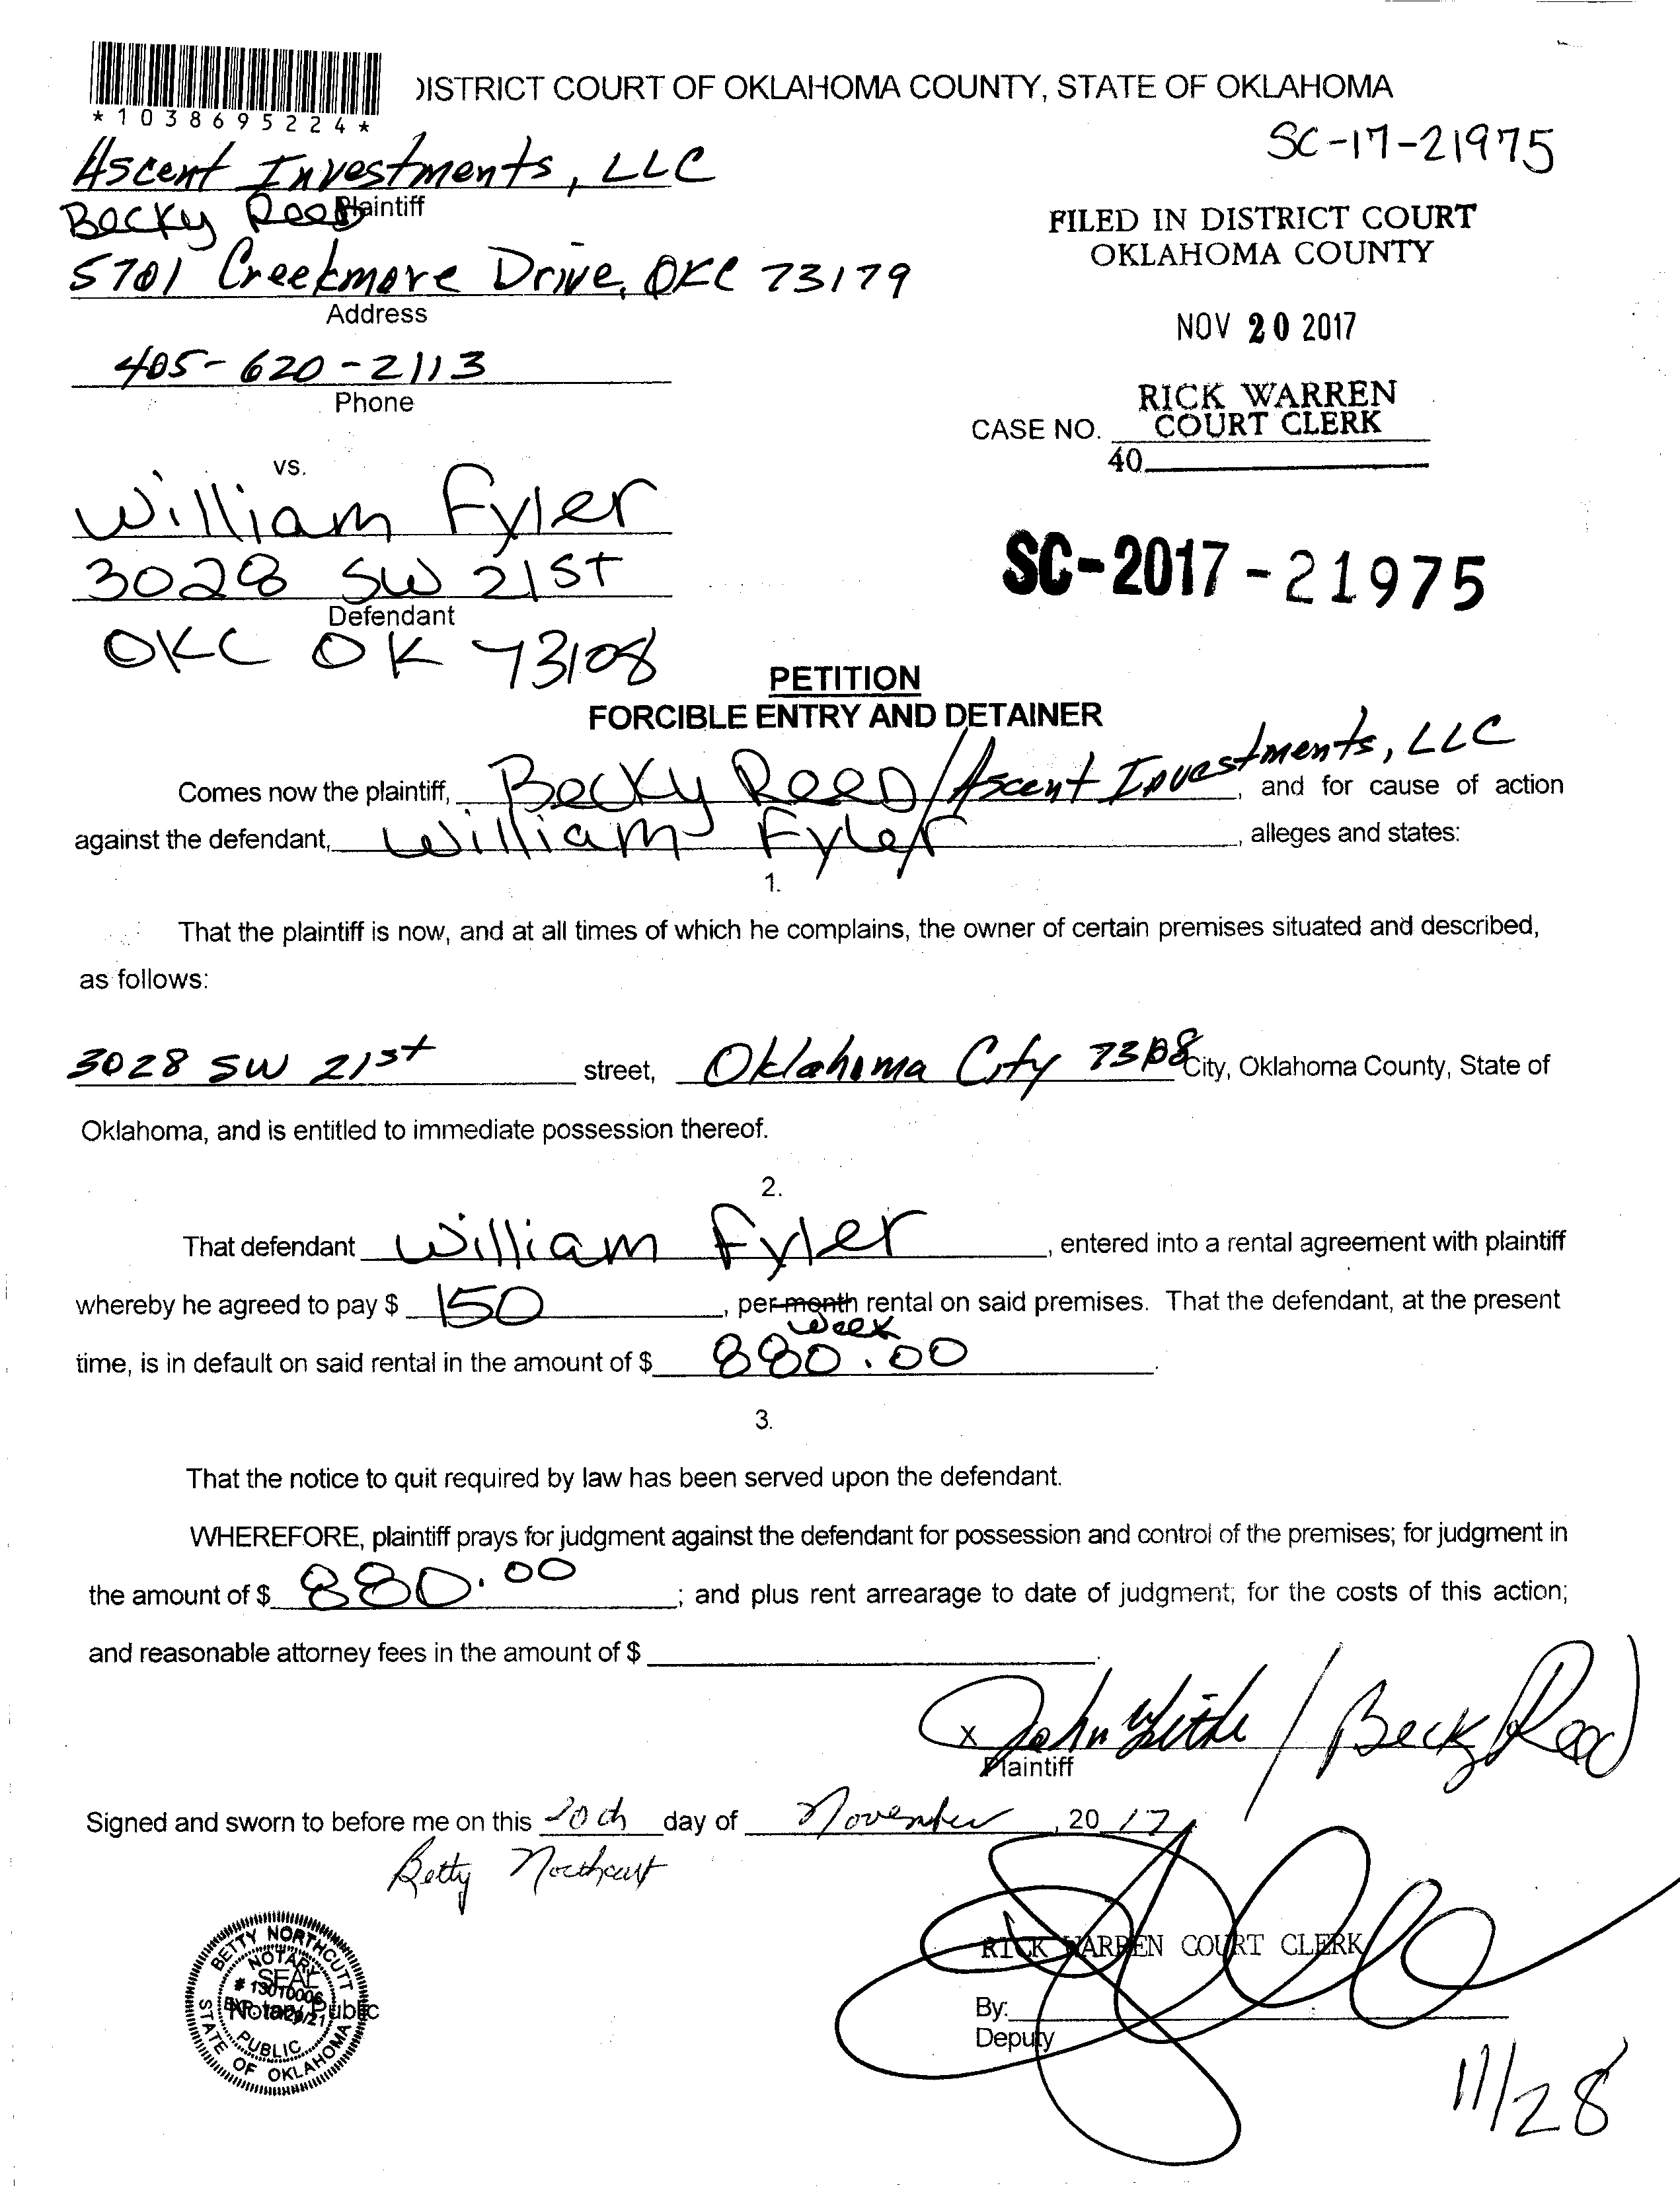 *1038695224*
DISTRICT COURT OF OKLAHOMA COUNTY, STATE OF OKLAHOMA
SC-17-21975
Ascent Investments, LLC
Becky Reed
Plaintiff
5701 Creekmore Drive, OKC 73179
Address
405-620-2113
Phone
FILED IN DISTRICT COURT
OKLAHOMA COUNTY
NOV 20 2017
RICK WARREN
COURT CLERK
CASE NO.
40
vs.
William Fyler
3028 SW 21st
Defendant
OKC OK 73108
SC-2017-21975
PETITION
FORCIBLE ENTRY AND DETAINER
Comes now the plaintiff, Becky Reed/Ascent Investments, LLC, and for cause of action
against the defendant, William Fyler, alleges and states:
1.
That the plaintiff is now, and at all times of which he complains, the owner of certain premises situated and described,
as follows:
3028 SW 21st street, Oklahoma City 73108 City, Oklahoma County, State of
Oklahoma, and is entitled to immediate possession thereof.
2.
That defendant William Fyler, entered into a rental agreement with plaintiff
whereby he agreed to pay $ 150, per month rental on said premises. That the defendant, at the present
week
time, is in default on said rental in the amount of $ 880.00.
3.
That the notice to quit required by law has been served upon the defendant.
WHEREFORE, plaintiff prays for judgment against the defendant for possession and control of the premises; for judgment in
the amount of $ 880.00; and plus rent arrearage to date of judgment; for the costs of this action;
and reasonable attorney fees in the amount of $
x John / Becky Reed
Plaintiff
Signed and sworn to before me on this 20th day of November, 2017
Betty Northcutt
BETTY NORTHCUTT
NOTARY
SEAL
# 13010006
Notary Public
PUBLIC
STATE OF OKLAHOMA
RICK WARREN COURT CLERK
By:
Deputy
11/28